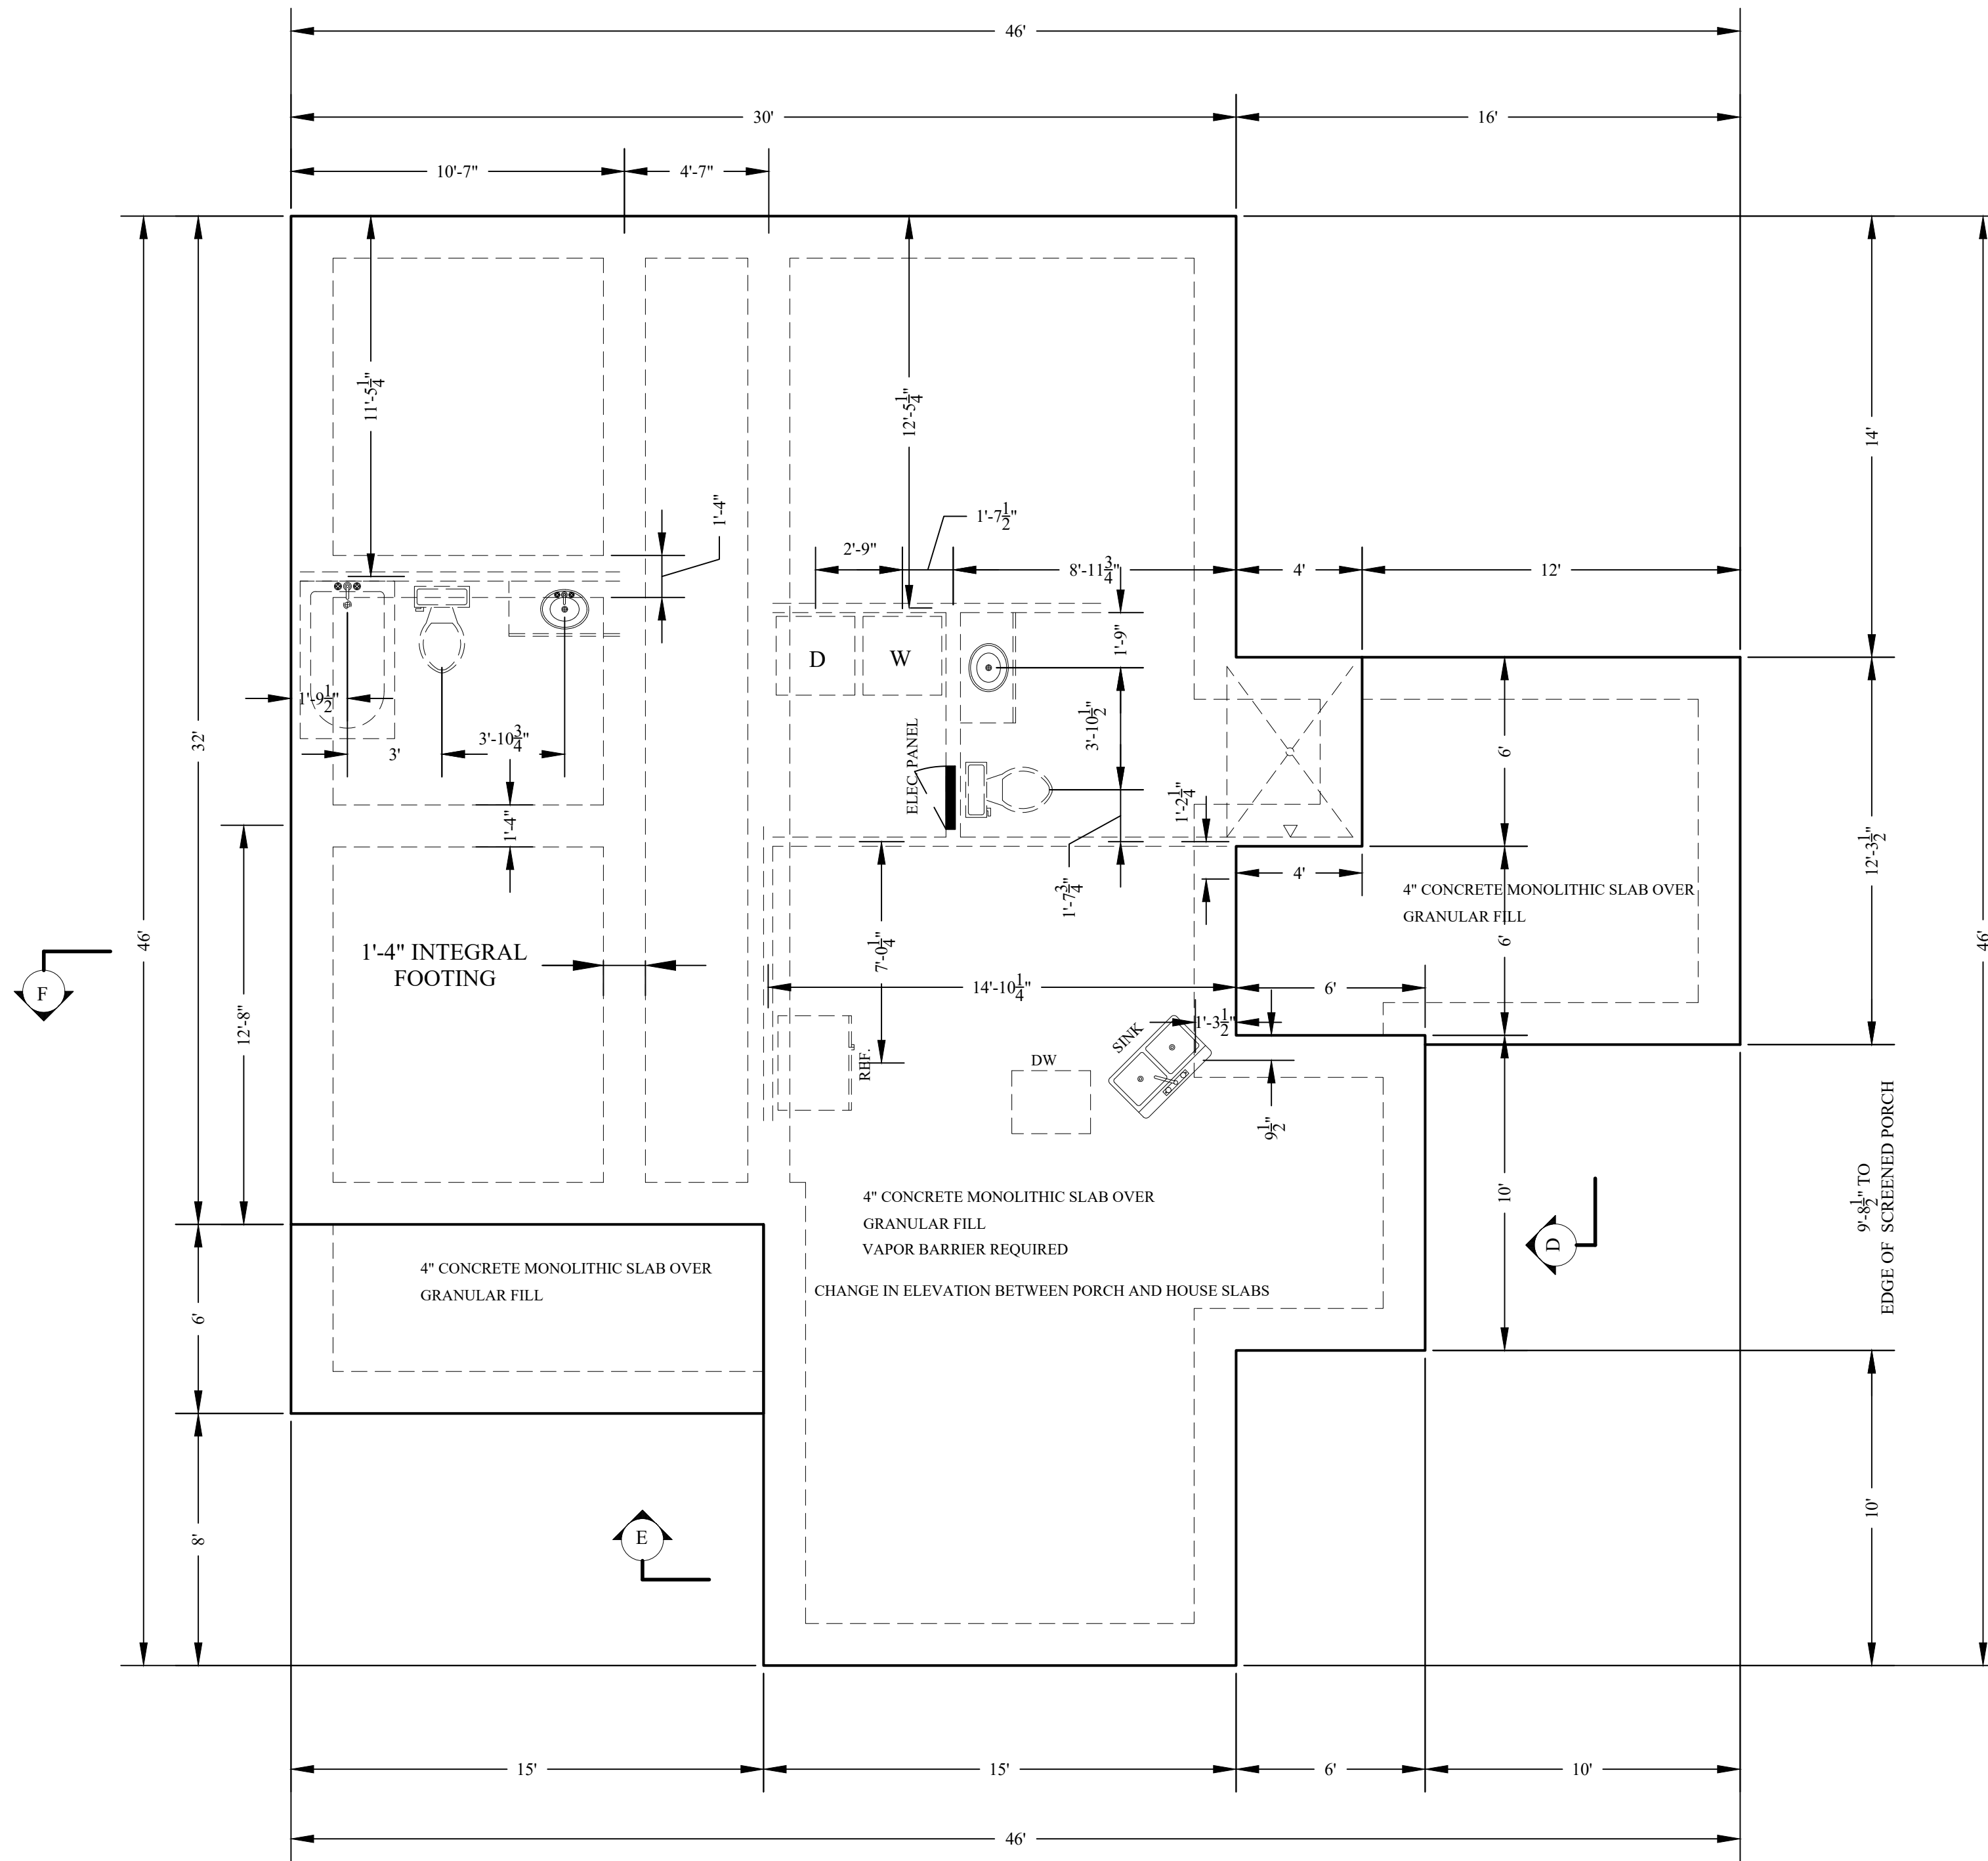 46'
30'
16'
10'-7"
4'-7"
11'-5 1/4"
12'-5 1/4"
14'
1'-4"
1'-7 1/2"
2'-9"
8'-11 3/4"
4'
12'
1'-9"
D
W
1'-9 1/2"
3'
3'-10 3/4"
32'
ELEC. PANEL
3'-10 1/2"
6'
1'-2 1/4"
1'-4"
12'-3 1/2"
4'
1'-7 3/4"
4" CONCRETE MONOLITHIC SLAB OVER
GRANULAR FILL
46'
6'
46'
1'-4" INTEGRAL
FOOTING
7'-0 1/4"
14'-10 1/4"
6'
F
12'-8"
1'-3 1/2"
SINK
REF.
DW
9 1/2"
9'-8 1/2" TO
EDGE OF SCREENED PORCH
10'
D
4" CONCRETE MONOLITHIC SLAB OVER
GRANULAR FILL
VAPOR BARRIER REQUIRED
4" CONCRETE MONOLITHIC SLAB OVER
GRANULAR FILL
CHANGE IN ELEVATION BETWEEN PORCH AND HOUSE SLABS
6'
8'
E
10'
15'
15'
6'
10'
46'